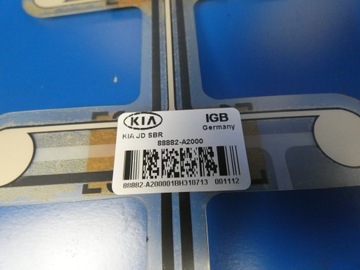 KIA
IGB
KIA JD SBR
Germany
88882-A2000
88882-A200001BH310713 001112